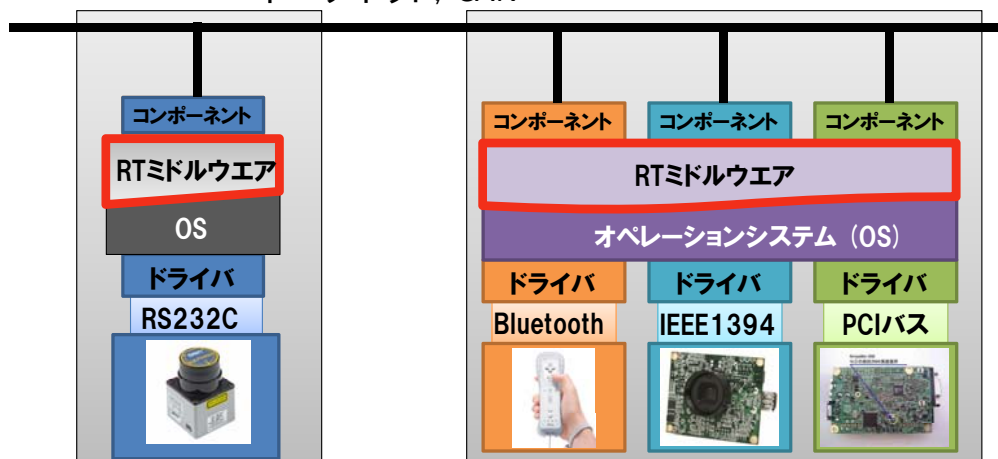 コンポーネント
RTミドルウエア
OS
ドライバ
RS232C
コンポーネント
コンポーネント
コンポーネント
RTミドルウエア
オペレーションシステム (OS)
ドライバ
ドライバ
ドライバ
Bluetooth
IEEE1394
PCIバス